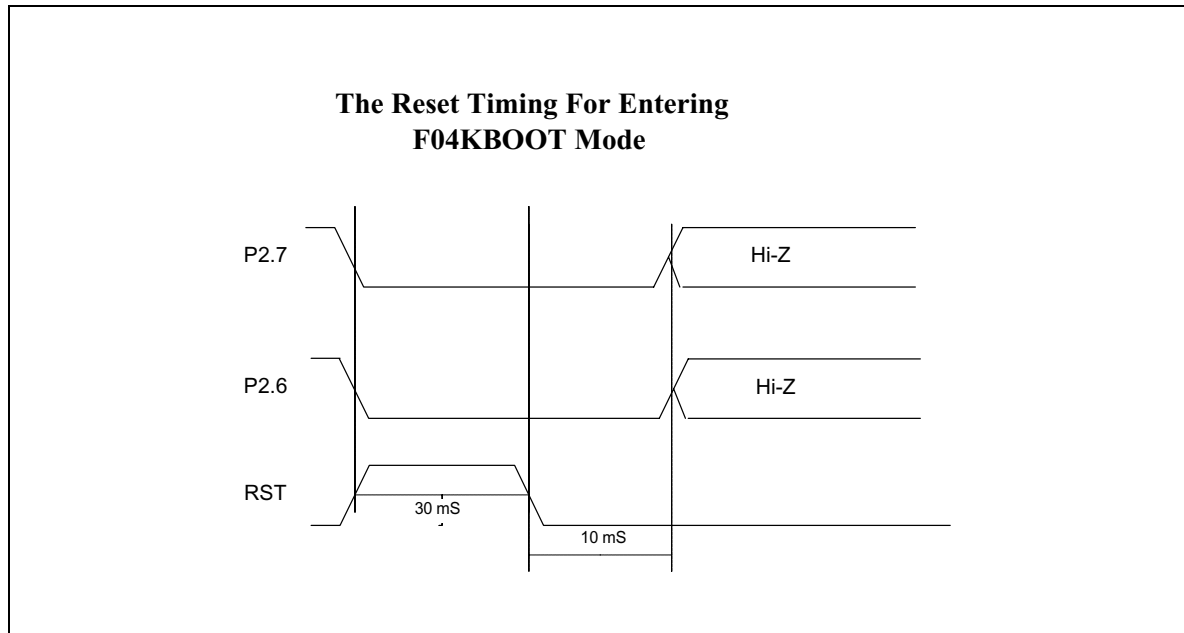 The Reset Timing For Entering
F04KBOOT Mode
P2.7
Hi-Z
P2.6
Hi-Z
RST
30 mS
10 mS